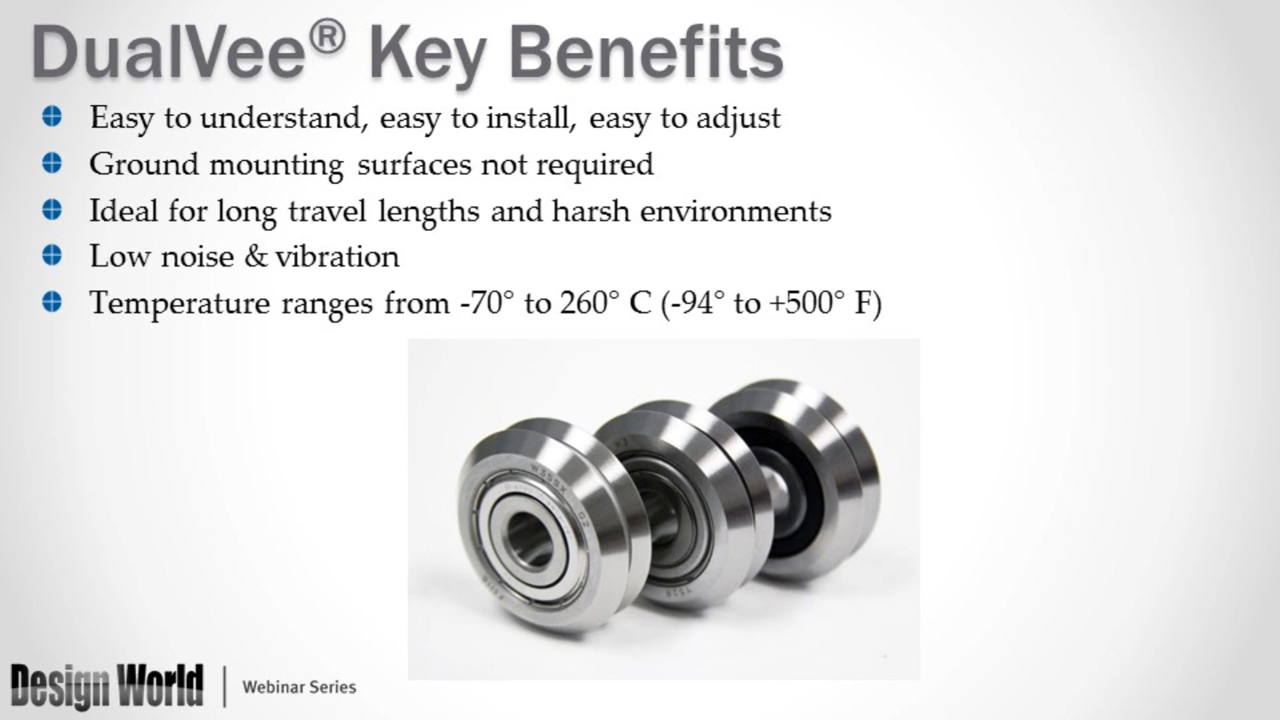 DualVee® Key Benefits
Easy to understand, easy to install, easy to adjust
Ground mounting surfaces not required
Ideal for long travel lengths and harsh environments
Low noise & vibration
Temperature ranges from -70° to 260° C (-94° to +500° F)
W3SSX G2
Design World
Webinar Series